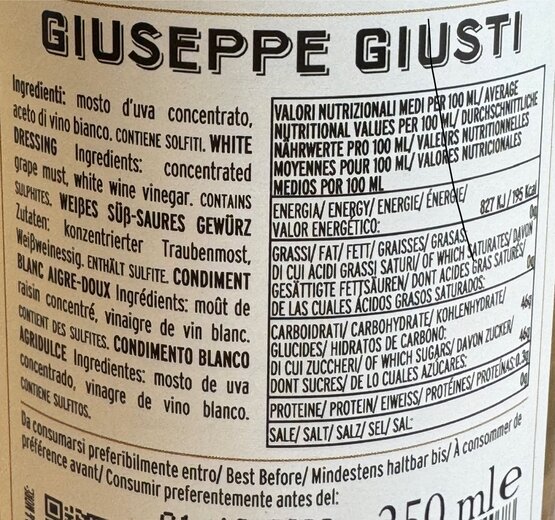 GIUSEPPE GIUSTI
Ingredienti: mosto d'uva concentrato,
aceto di vino bianco. CONTIENE SOLFITI. WHITE
DRESSING Ingredients: concentrated
grape must, white wine vinegar. CONTAINS
SULPHITES. WEIẞES SÜẞ-SAURES GEWÜRZ
Zutaten: konzentrierter Traubenmost,
Weißweinessig. ENTHÄLT SULFITE. CONDIMENT
BLANC AIGRE-DOUX Ingrédients: moût de
raisin concentré, vinaigre de vin blanc.
CONTIENT DES SULFITES. CONDIMENTO BLANCO
AGRIDULCE Ingredientes: mosto de uva
concentrado, vinagre de vino blanco.
CONTIENE SULFITOS.
VALORI NUTRIZIONALI MEDI PER 100 ML/ AVERAGE
NUTRITIONAL VALUES PER 100 ML/ DURCHSCHNITTLICHE
NÄHRWERTE PRO 100 ML/ VALEURS NUTRITIONNELLES
MOYENNES POUR 100 ML/ VALORES NUTRICIONALES
MEDIOS POR 100 ML
ENERGIA/ ENERGY/ ENERGIE/ ÉNERGIE/
VALOR ENERGÉTICO: 827 KJ / 195 Kcal
GRASSI/ FAT/ FETT/ GRAISSES/ GRASAS: 0g
DI CUI ACIDI GRASSI SATURI/ OF WHICH SATURATES/ DAVON
GESÄTTIGTE FETTSÄUREN/ DONT ACIDES GRAS SATURÉS/
DE LAS CUALES ÁCIDOS GRASOS SATURADOS: 0g
CARBOIDRATI/ CARBOHYDRATE/ KOHLENHYDRATE/
GLUCIDES/ HIDRATOS DE CARBONO: 46g
DI CUI ZUCCHERI/ OF WHICH SUGARS/ DAVON ZUCKER/
DONT SUCRES/ DE LO CUALES AZÚCARES: 46g
PROTEINE/ PROTEIN/ EIWEISS/ PROTÉINES/ PROTEÍNAS: 0.3g
SALE/ SALT/ SALZ/ SEL/ SAL: 0g
Da consumarsi preferibilmente entro/ Best Before/ Mindestens haltbar bis/ À consommer de
préférence avant/ Consumir preferentemente antes del:
MORE:
250 ml e